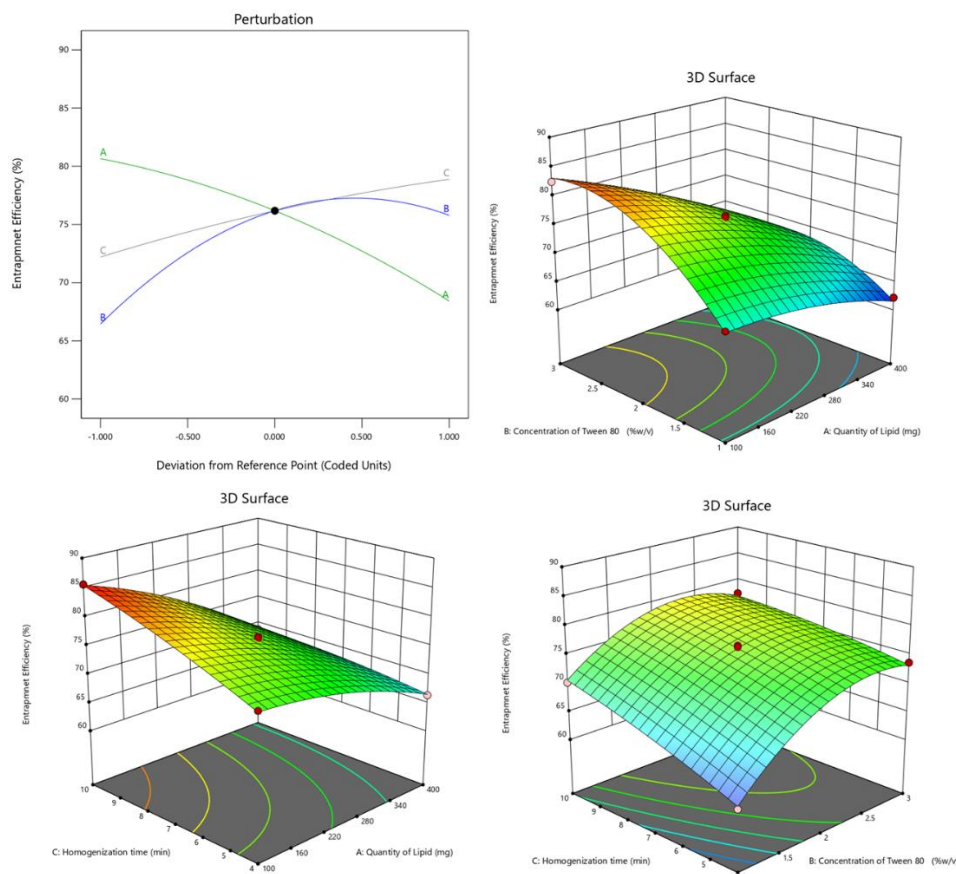 Perturbation
90
85
80
75
70
65
60
Entrapmnet Efficiency (%)
A
C
B
C
B
A
-1.000 -0.500 0.000 0.500 1.000
Deviation from Reference Point (Coded Units)
3D Surface
90
85
80
75
70
65
60
Entrapmnet Efficiency (%)
3 400
2.5 340
2 280
1.5 220
160
1 100
B: Concentration of Tween 80 (%w/v) A: Quantity of Lipid (mg)
3D Surface
90
85
80
75
70
65
60
Entrapmnet Efficiency (%)
10 400
9 340
8 280
7 220
6 160
5
4 100
C: Homogenization time (min) A: Quantity of Lipid (mg)
3D Surface
90
85
80
75
70
65
60
Entrapmnet Efficiency (%)
10 3
9 2.5
8 2
7 1.5
6
5
C: Homogenization time (min) B: Concentration of Tween 80 (%w/v